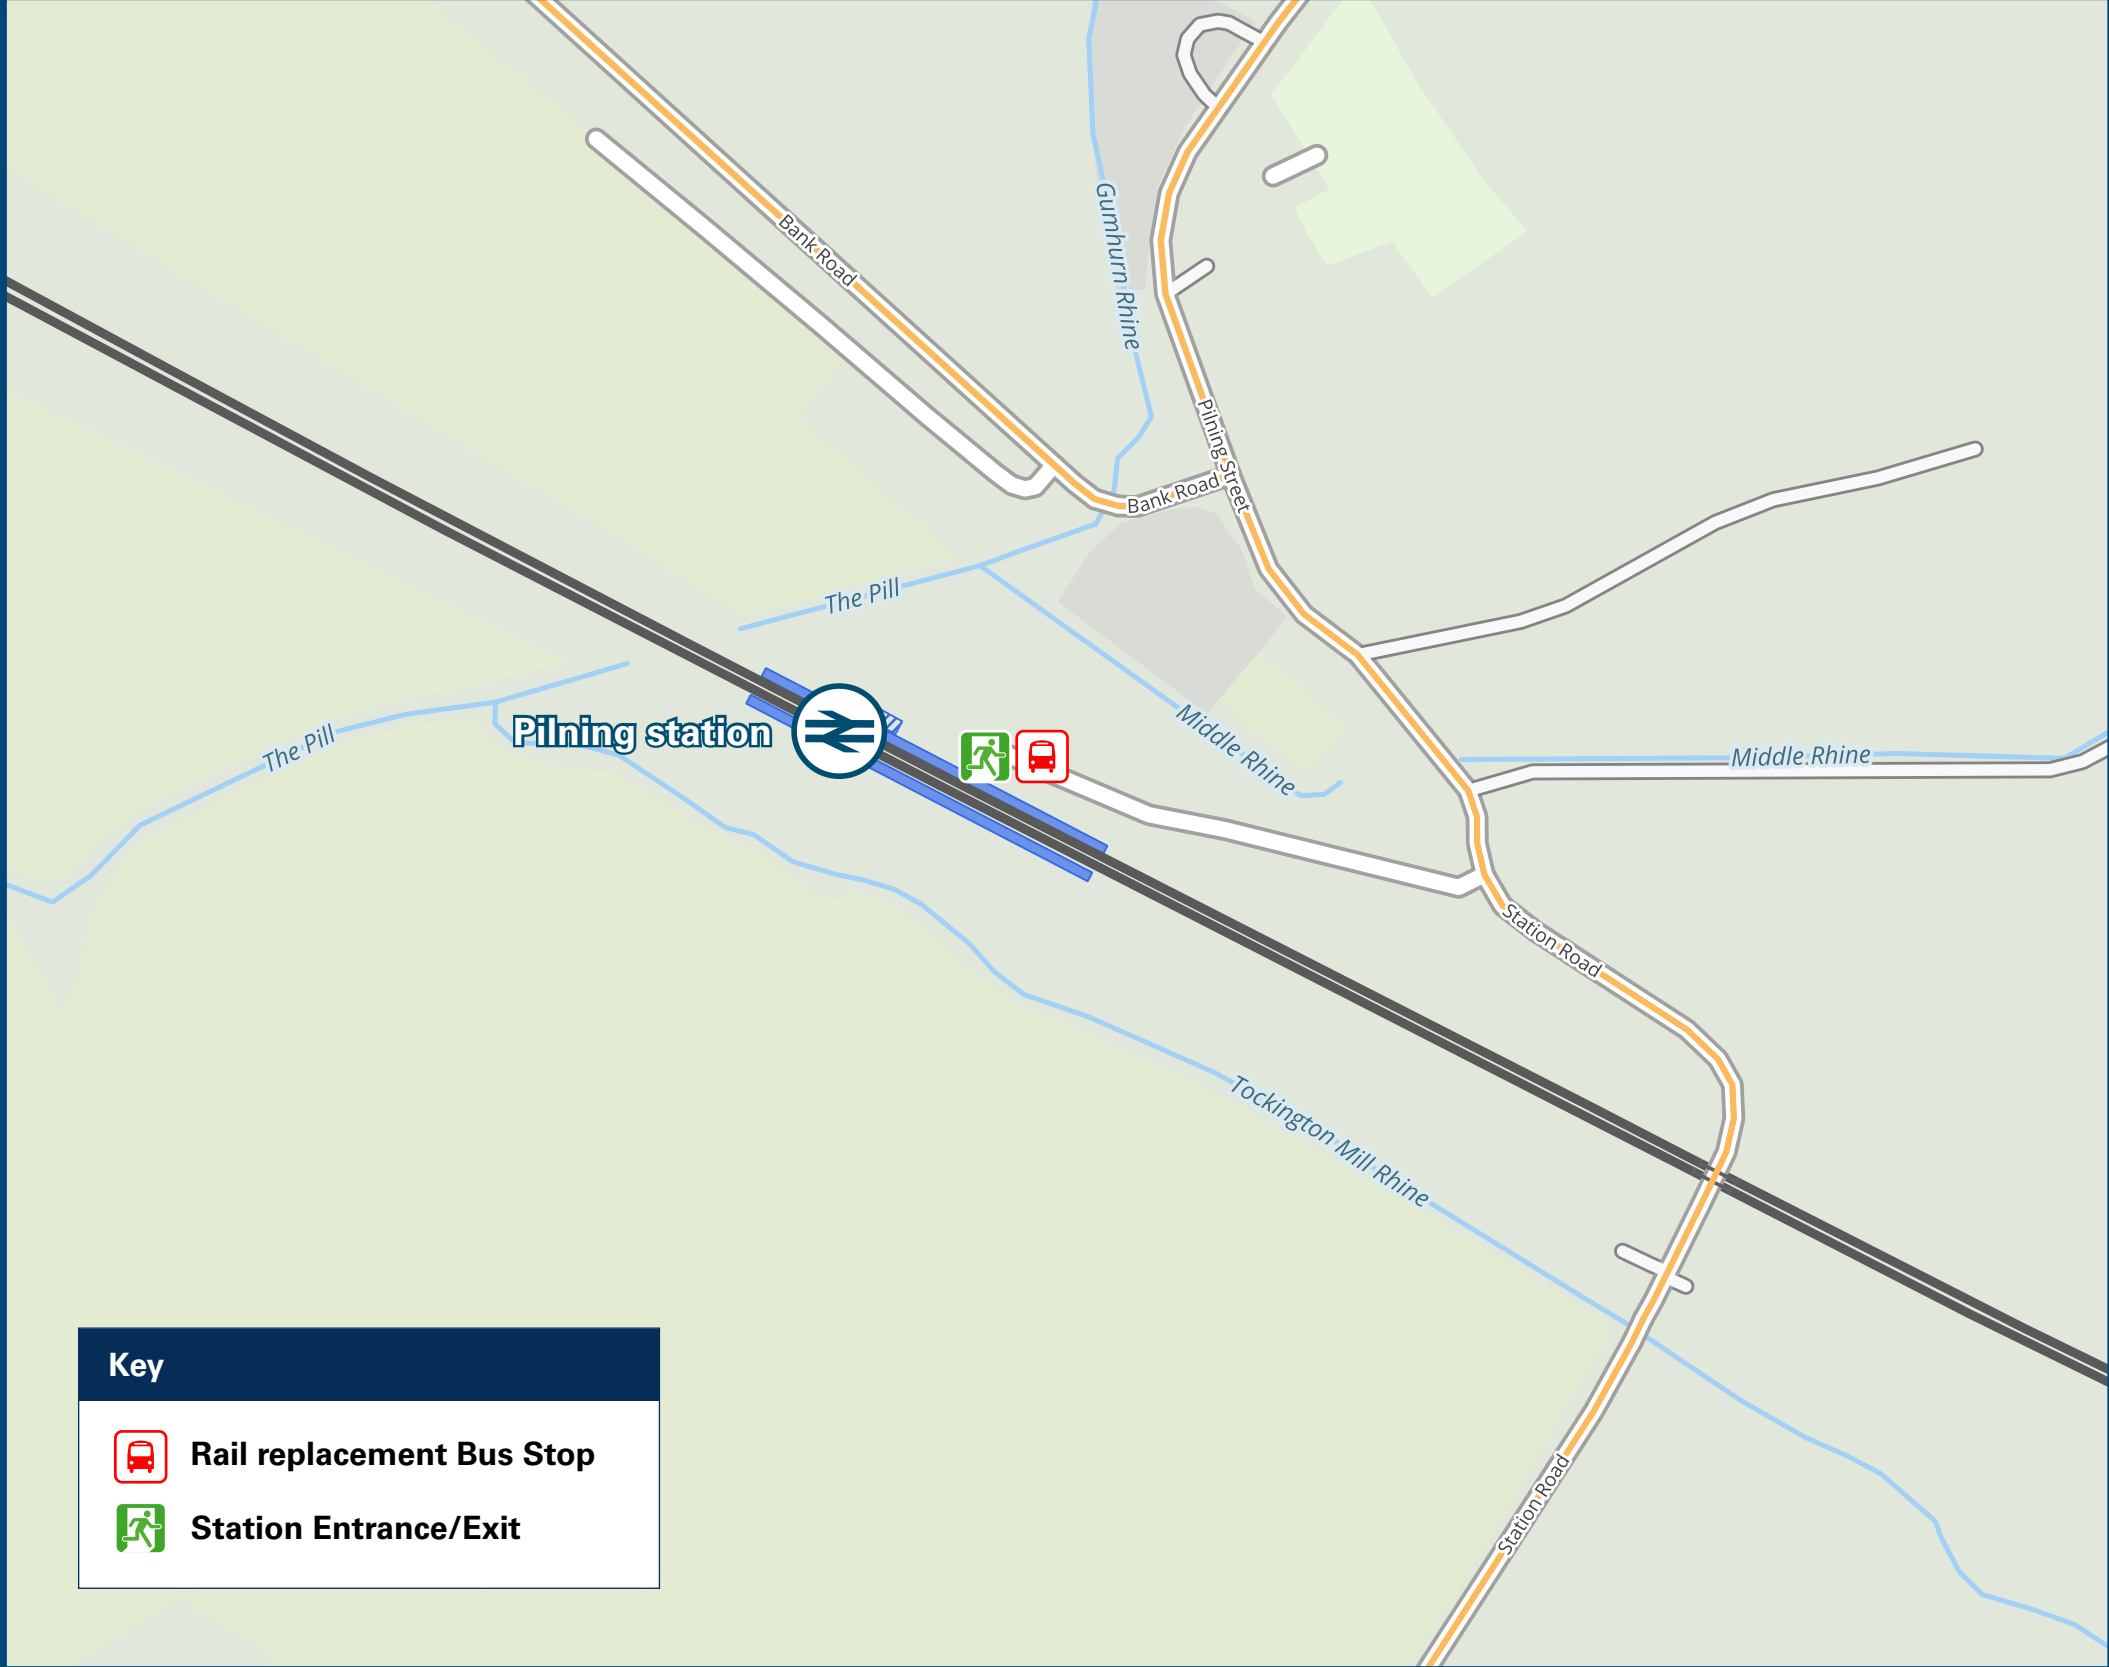 Bank Road
Gumhurn Rhine
Pilning Street
Bank Road
The Pill
Pilning station
The Pill
Middle Rhine
Middle Rhine
Station Road
Tockington Mill Rhine
Station Road
Key
Rail replacement Bus Stop
Station Entrance/Exit